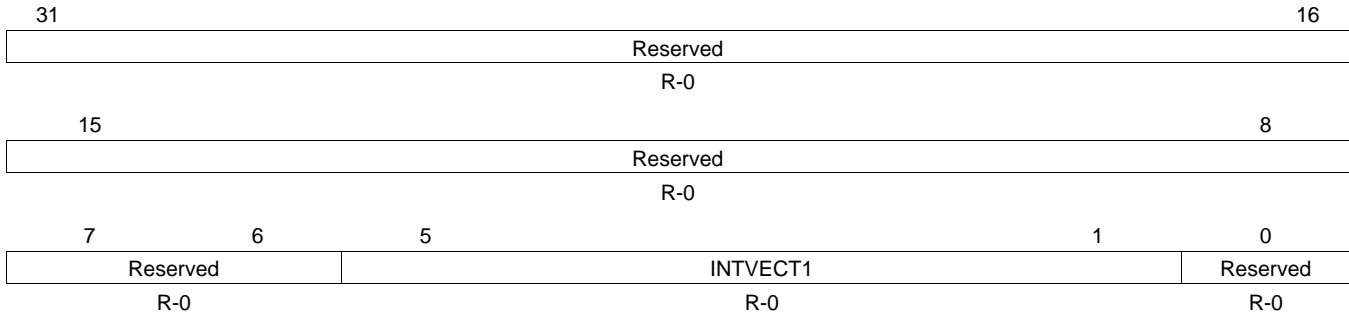 31 16
Reserved
R-0
15 8
Reserved
R-0
7 6 5 1 0
Reserved INTVECT1 Reserved
R-0 R-0 R-0